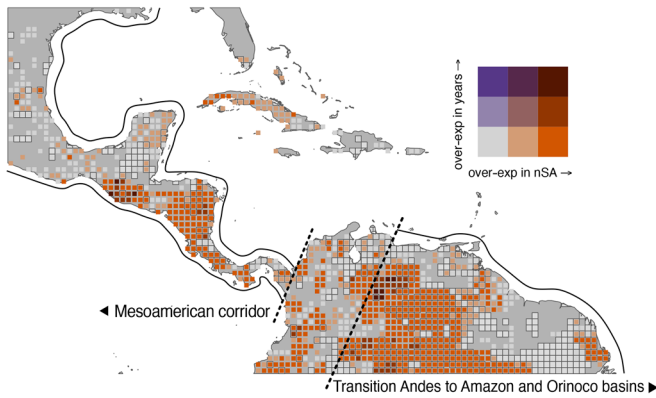 over-exp in years →
over-exp in nSA →
◄ Mesoamerican corridor
Transition Andes to Amazon and Orinoco basins ►